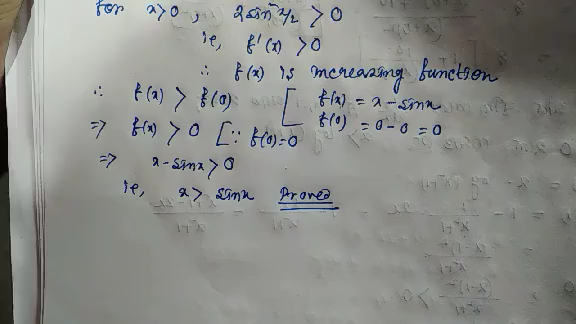 for x>0, 2sin²x/2 > 0
ie, f'(x) > 0
∴ f(x) is increasing function
∴ f(x) > f(0) [ f(x) = x - sinx
f(0) = 0-0 = 0
=> f(x) > 0 [∵ f(0)=0
=> x-sinx > 0
ie, x > sinx Proved